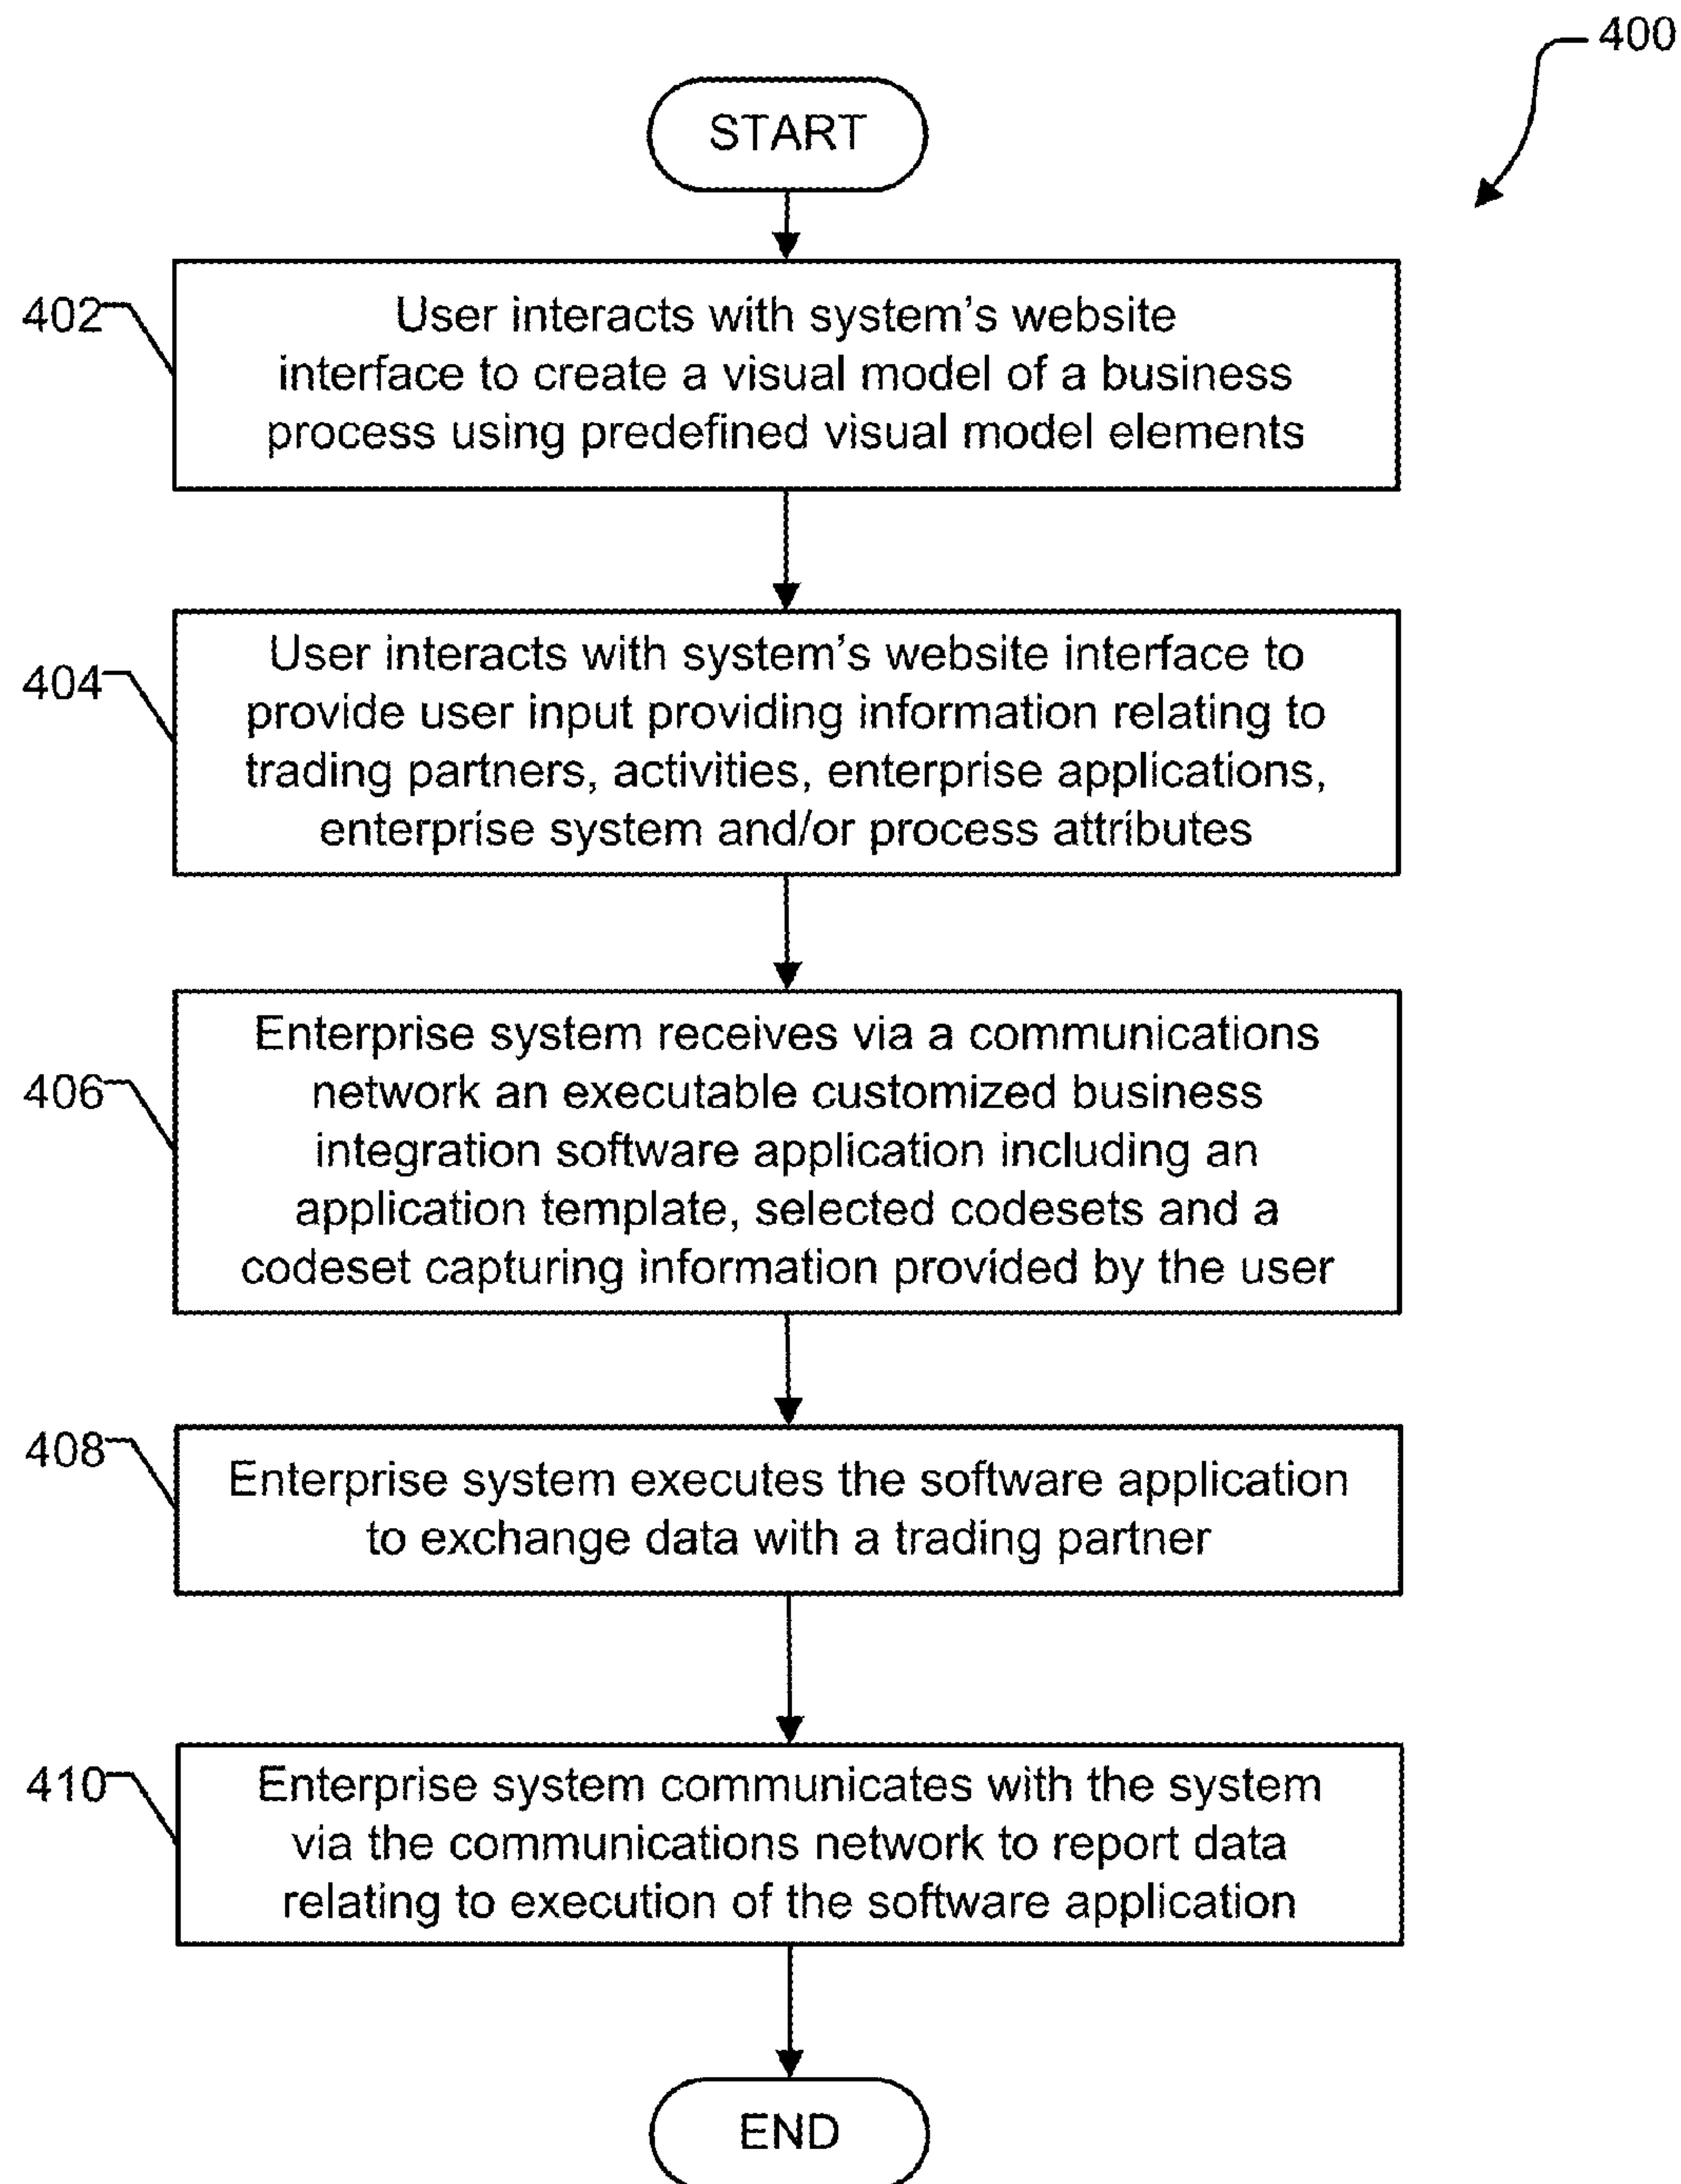 400
START
402
User interacts with system's website
interface to create a visual model of a business
process using predefined visual model elements
404
User interacts with system's website interface to
provide user input providing information relating to
trading partners, activities, enterprise applications,
enterprise system and/or process attributes
406
Enterprise system receives via a communications
network an executable customized business
integration software application including an
application template, selected codesets and a
codeset capturing information provided by the user
408
Enterprise system executes the software application
to exchange data with a trading partner
410
Enterprise system communicates with the system
via the communications network to report data
relating to execution of the software application
END